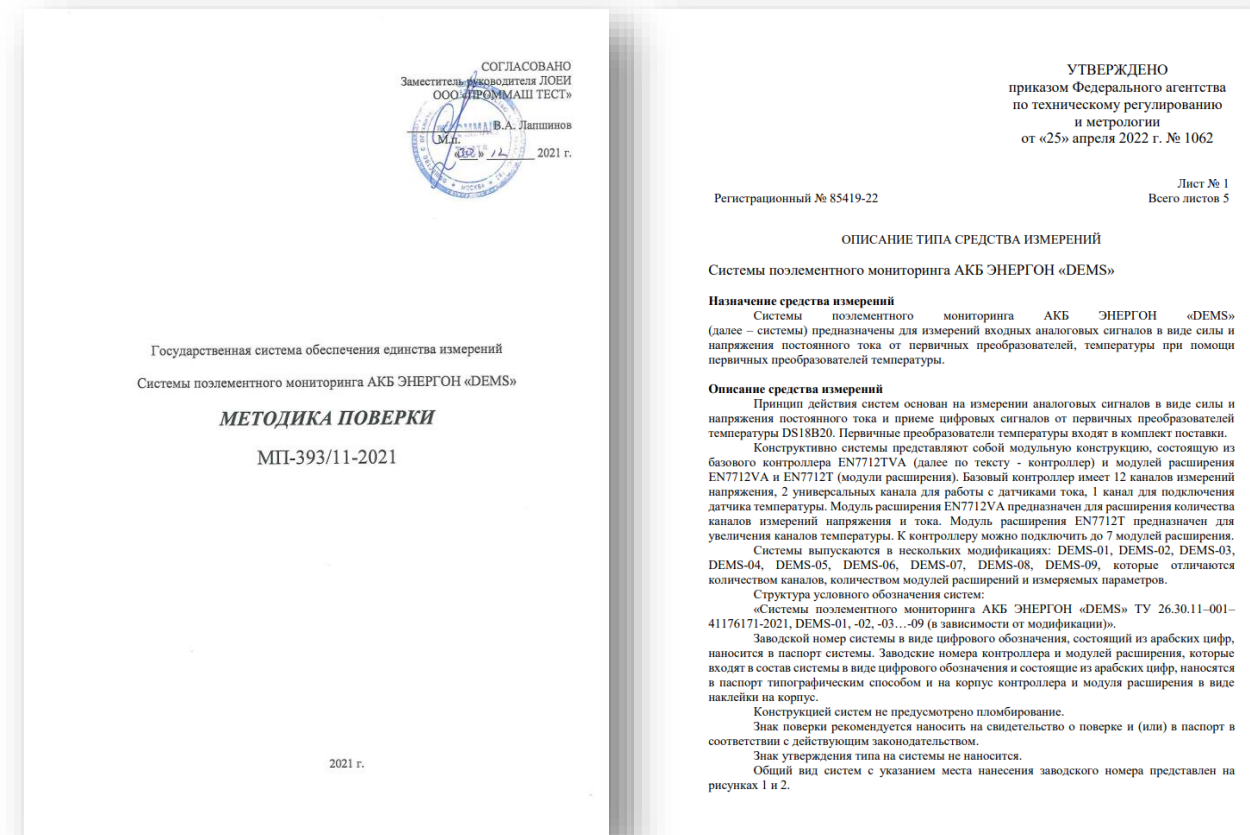 СОГЛАСОВАНО
Заместитель руководителя ЛОЕИ
ООО «ПРОММАШ ТЕСТ»
В.А. Лапшинов
М.п.
2021 г.
МОСКВА
Государственная система обеспечения единства измерений
Системы поэлементного мониторинга АКБ ЭНЕРГОН «DEMS»
МЕТОДИКА ПОВЕРКИ
МП-393/11-2021
2021 г.
УТВЕРЖДЕНО
приказом Федерального агентства
по техническому регулированию
и метрологии
от «25» апреля 2022 г. № 1062
Лист № 1
Регистрационный № 85419-22
Всего листов 5
ОПИСАНИЕ ТИПА СРЕДСТВА ИЗМЕРЕНИЙ
Системы поэлементного мониторинга АКБ ЭНЕРГОН «DEMS»
Назначение средства измерений
Системы поэлементного мониторинга АКБ ЭНЕРГОН «DEMS»
(далее – системы) предназначены для измерений входных аналоговых сигналов в виде силы и
напряжения постоянного тока от первичных преобразователей, температуры при помощи
первичных преобразователей температуры.
Описание средства измерений
Принцип действия систем основан на измерении аналоговых сигналов в виде силы и
напряжения постоянного тока и приеме цифровых сигналов от первичных преобразователей
температуры DS18B20. Первичные преобразователи температуры входят в комплект поставки.
Конструктивно системы представляют собой модульную конструкцию, состоящую из
базового контроллера EN7712TVA (далее по тексту - контроллер) и модулей расширения
EN7712VA и EN7712T (модули расширения). Базовый контроллер имеет 12 каналов измерений
напряжения, 2 универсальных канала для работы с датчиками тока, 1 канал для подключения
датчика температуры. Модуль расширения EN7712VA предназначен для расширения количества
каналов измерений напряжения и тока. Модуль расширения EN7712T предназначен для
увеличения каналов температуры. К контроллеру можно подключить до 7 модулей расширения.
Системы выпускаются в нескольких модификациях: DEMS-01, DEMS-02, DEMS-03,
DEMS-04, DEMS-05, DEMS-06, DEMS-07, DEMS-08, DEMS-09, которые отличаются
количеством каналов, количеством модулей расширений и измеряемых параметров.
Структура условного обозначения систем:
«Системы поэлементного мониторинга АКБ ЭНЕРГОН «DEMS» ТУ 26.30.11–001–
41176171-2021, DEMS-01, -02, -03…-09 (в зависимости от модификации)».
Заводской номер системы в виде цифрового обозначения, состоящий из арабских цифр,
наносится в паспорт системы. Заводские номера контроллера и модулей расширения, которые
входят в состав системы в виде цифрового обозначения и состоящие из арабских цифр, наносятся
в паспорт типографическим способом и на корпус контроллера и модуля расширения в виде
наклейки на корпус.
Конструкцией систем не предусмотрено пломбирование.
Знак поверки рекомендуется наносить на свидетельство о поверке и (или) в паспорт в
соответствии с действующим законодательством.
Знак утверждения типа на системы не наносится.
Общий вид систем с указанием места нанесения заводского номера представлен на
рисунках 1 и 2.